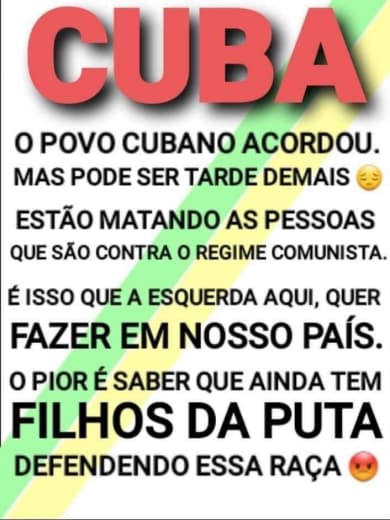 CUBA
O POVO CUBANO ACORDOU.
MAS PODE SER TARDE DEMAIS 😔
ESTÃO MATANDO AS PESSOAS
QUE SÃO CONTRA O REGIME COMUNISTA.
É ISSO QUE A ESQUERDA AQUI, QUER
FAZER EM NOSSO PAÍS.
O PIOR É SABER QUE AINDA TEM
FILHOS DA PUTA
DEFENDENDO ESSA RAÇA 😡